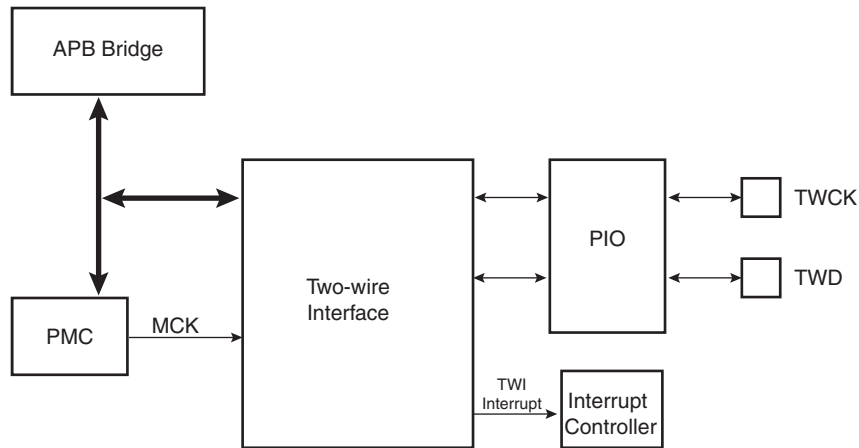 APB Bridge
TWCK
PIO
Two-wire
Interface
TWD
PMC
MCK
TWI
Interrupt
Interrupt
Controller